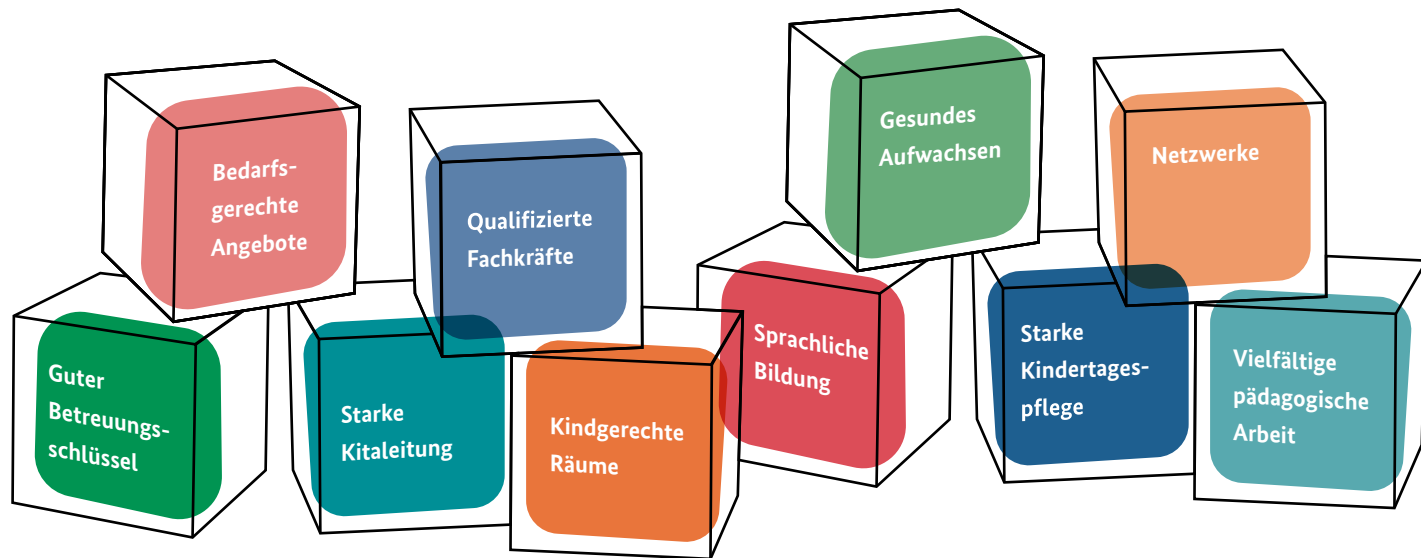 Bedarfs-
gerechte
Angebote
Qualifizierte
Fachkräfte
Gesundes
Aufwachsen
Netzwerke
Guter
Betreuungs-
schlüssel
Starke
Kitaleitung
Kindgerechte
Räume
Sprachliche
Bildung
Starke
Kindertages-
pflege
Vielfältige
pädagogische
Arbeit